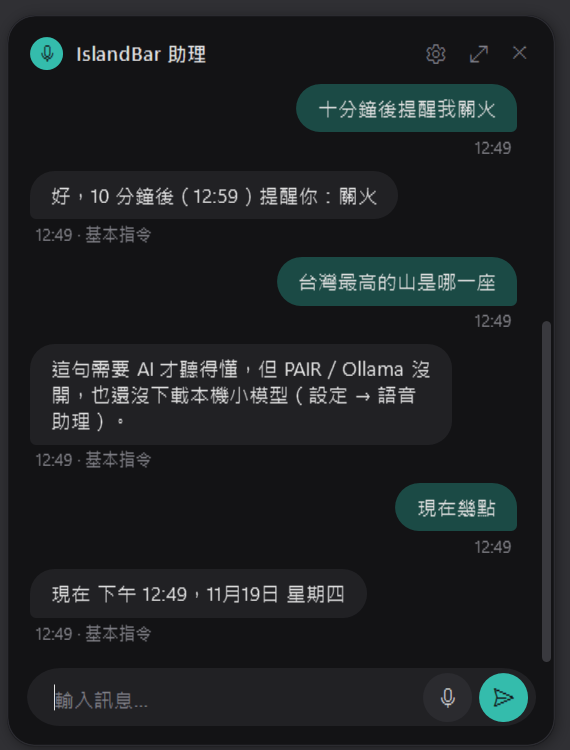 IslandBar 助理
十分鐘後提醒我關火
12:49
好，10 分鐘後（12:59）提醒你：關火
12:49 · 基本指令
台灣最高的山是哪一座
12:49
這句需要 AI 才聽得懂，但 PAIR / Ollama 沒
開，也還沒下載本機小模型（設定 → 語音
助理）。
12:49 · 基本指令
現在幾點
12:49
現在 下午 12:49，11月19日 星期四
12:49 · 基本指令
輸入訊息...